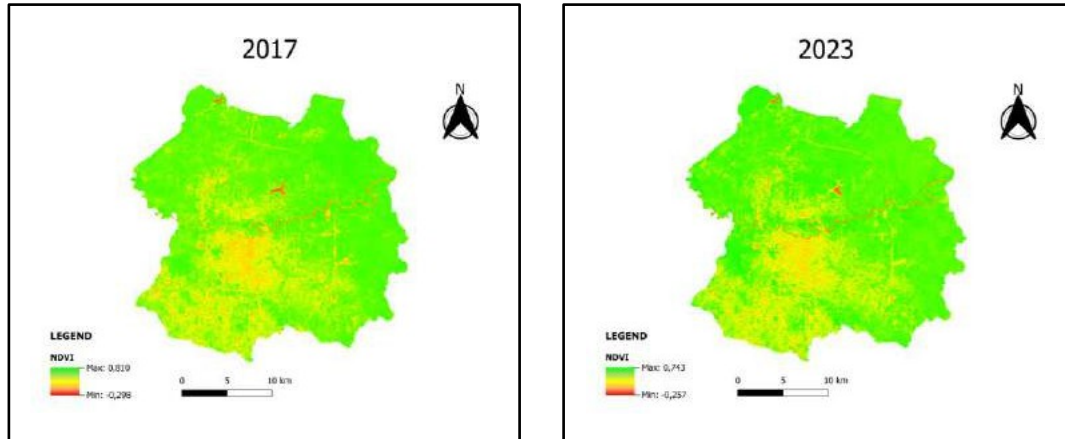 2017
N
LEGEND
NDVI
Max: 0,819
Min: -0,298
0 5 10 km
2023
N
LEGEND
NDVI
Max: 0,743
Min: -0,257
0 5 10 km